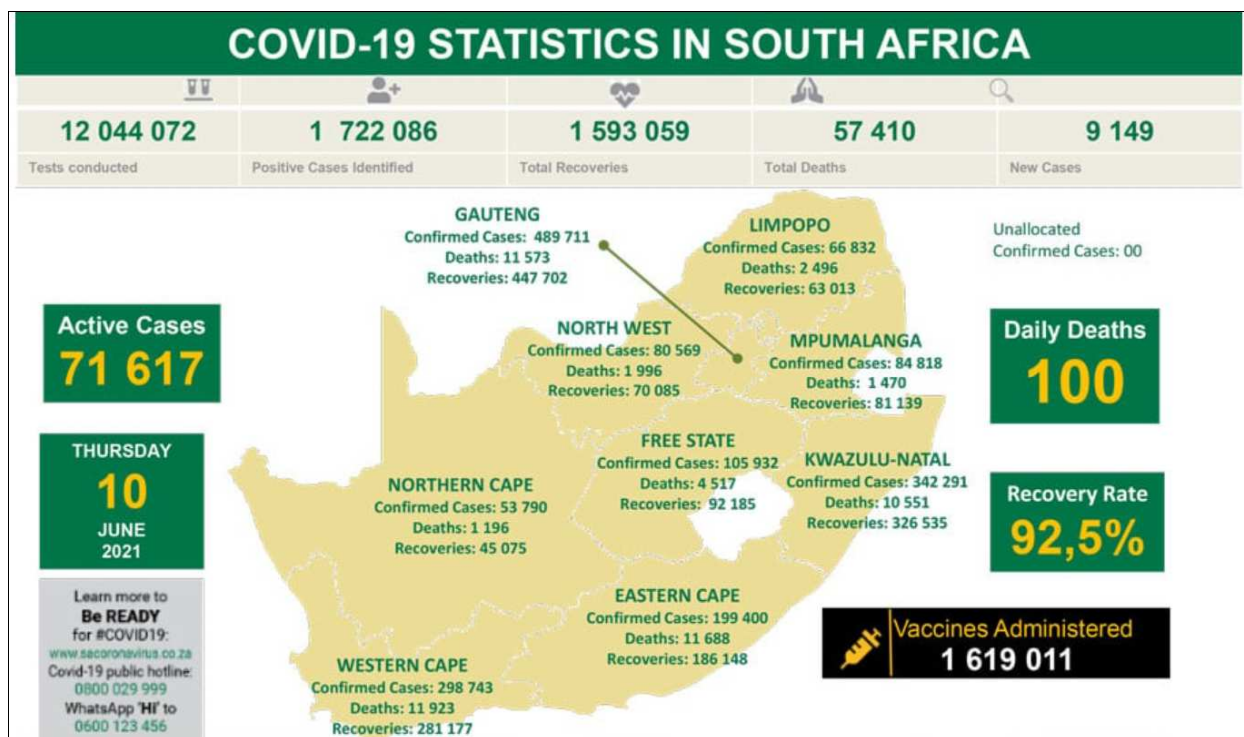 COVID-19 STATISTICS IN SOUTH AFRICA
12 044 072
Tests conducted
1 722 086
Positive Cases Identified
1 593 059
Total Recoveries
57 410
Total Deaths
9 149
New Cases
GAUTENG
Confirmed Cases: 489 711
Deaths: 11 573
Recoveries: 447 702
LIMPOPO
Confirmed Cases: 66 832
Deaths: 2 496
Recoveries: 63 013
Unallocated
Confirmed Cases: 00
Active Cases
71 617
NORTH WEST
Confirmed Cases: 80 569
Deaths: 1 996
Recoveries: 70 085
MPUMALANGA
Confirmed Cases: 84 818
Deaths: 1 470
Recoveries: 81 139
Daily Deaths
100
THURSDAY
10
JUNE
2021
NORTHERN CAPE
Confirmed Cases: 53 790
Deaths: 1 196
Recoveries: 45 075
FREE STATE
Confirmed Cases: 105 932
Deaths: 4 517
Recoveries: 92 185
KWAZULU-NATAL
Confirmed Cases: 342 291
Deaths: 10 551
Recoveries: 326 535
Recovery Rate
92,5%
Learn more to
Be READY
for #COVID19:
www.sacoronavirus.co.za
Covid-19 public hotline:
0800 029 999
WhatsApp 'Hi' to
0600 123 456
WESTERN CAPE
Confirmed Cases: 298 743
Deaths: 11 923
Recoveries: 281 177
EASTERN CAPE
Confirmed Cases: 199 400
Deaths: 11 688
Recoveries: 186 148
Vaccines Administered
1 619 011